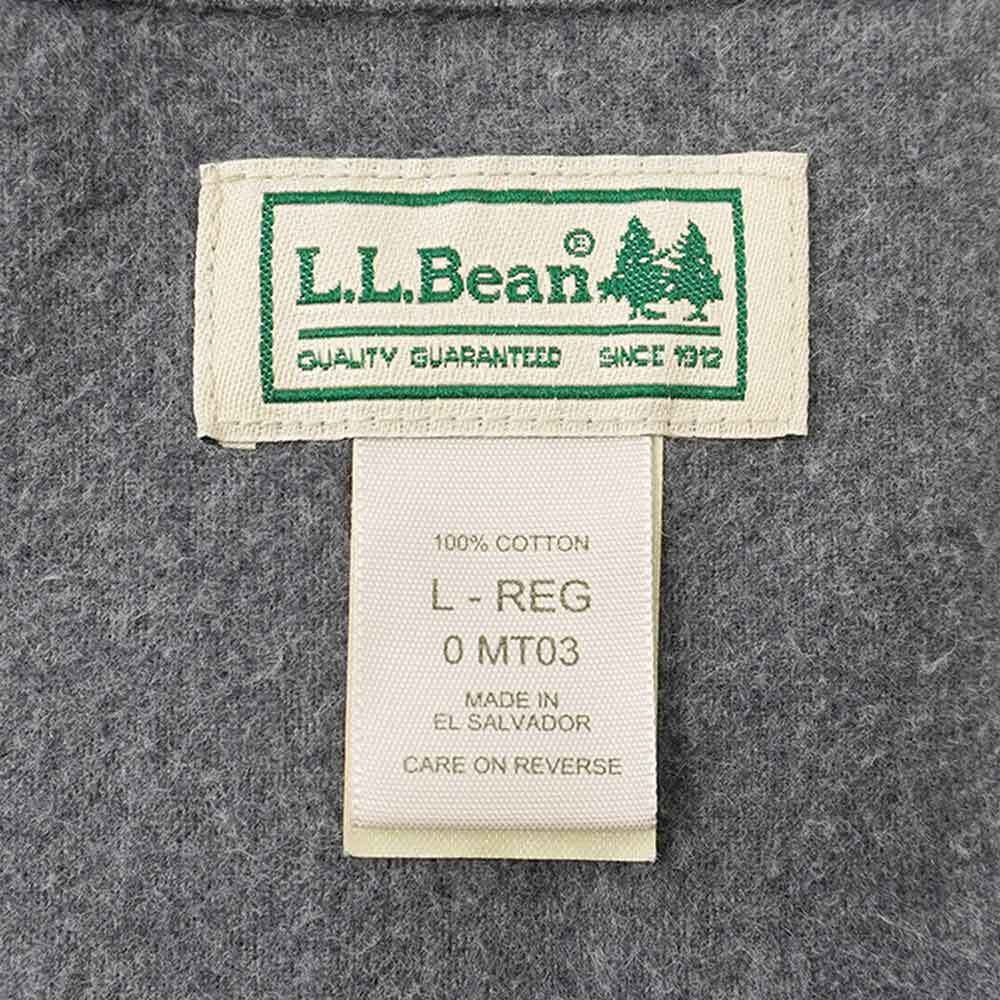 L.L.Bean®
QUALITY GUARANTEED SINCE 1912
100% COTTON
L - REG
0 MT03
MADE IN
EL SALVADOR
CARE ON REVERSE